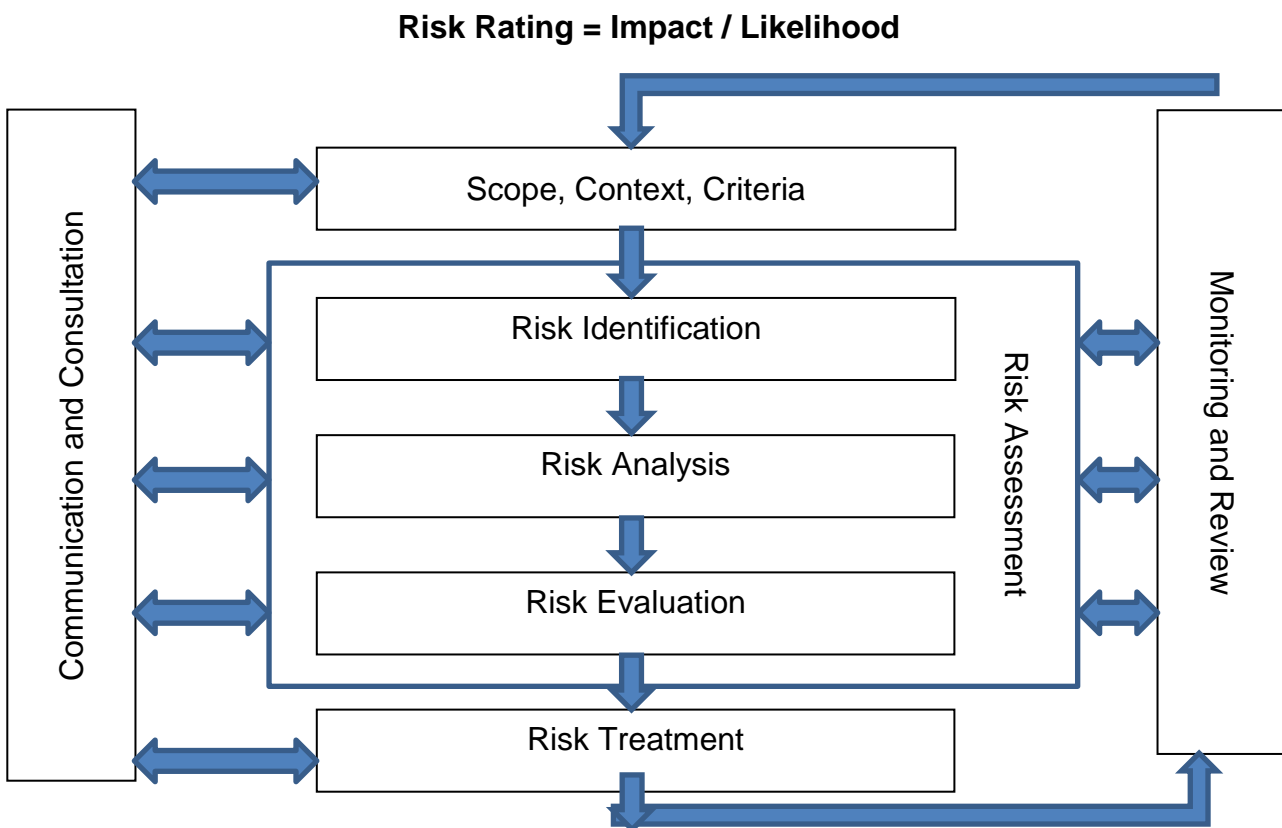 Risk Rating = Impact / Likelihood
Communication and Consultation
Scope, Context, Criteria
Risk Identification
Risk Analysis
Risk Evaluation
Risk Assessment
Risk Treatment
Monitoring and Review